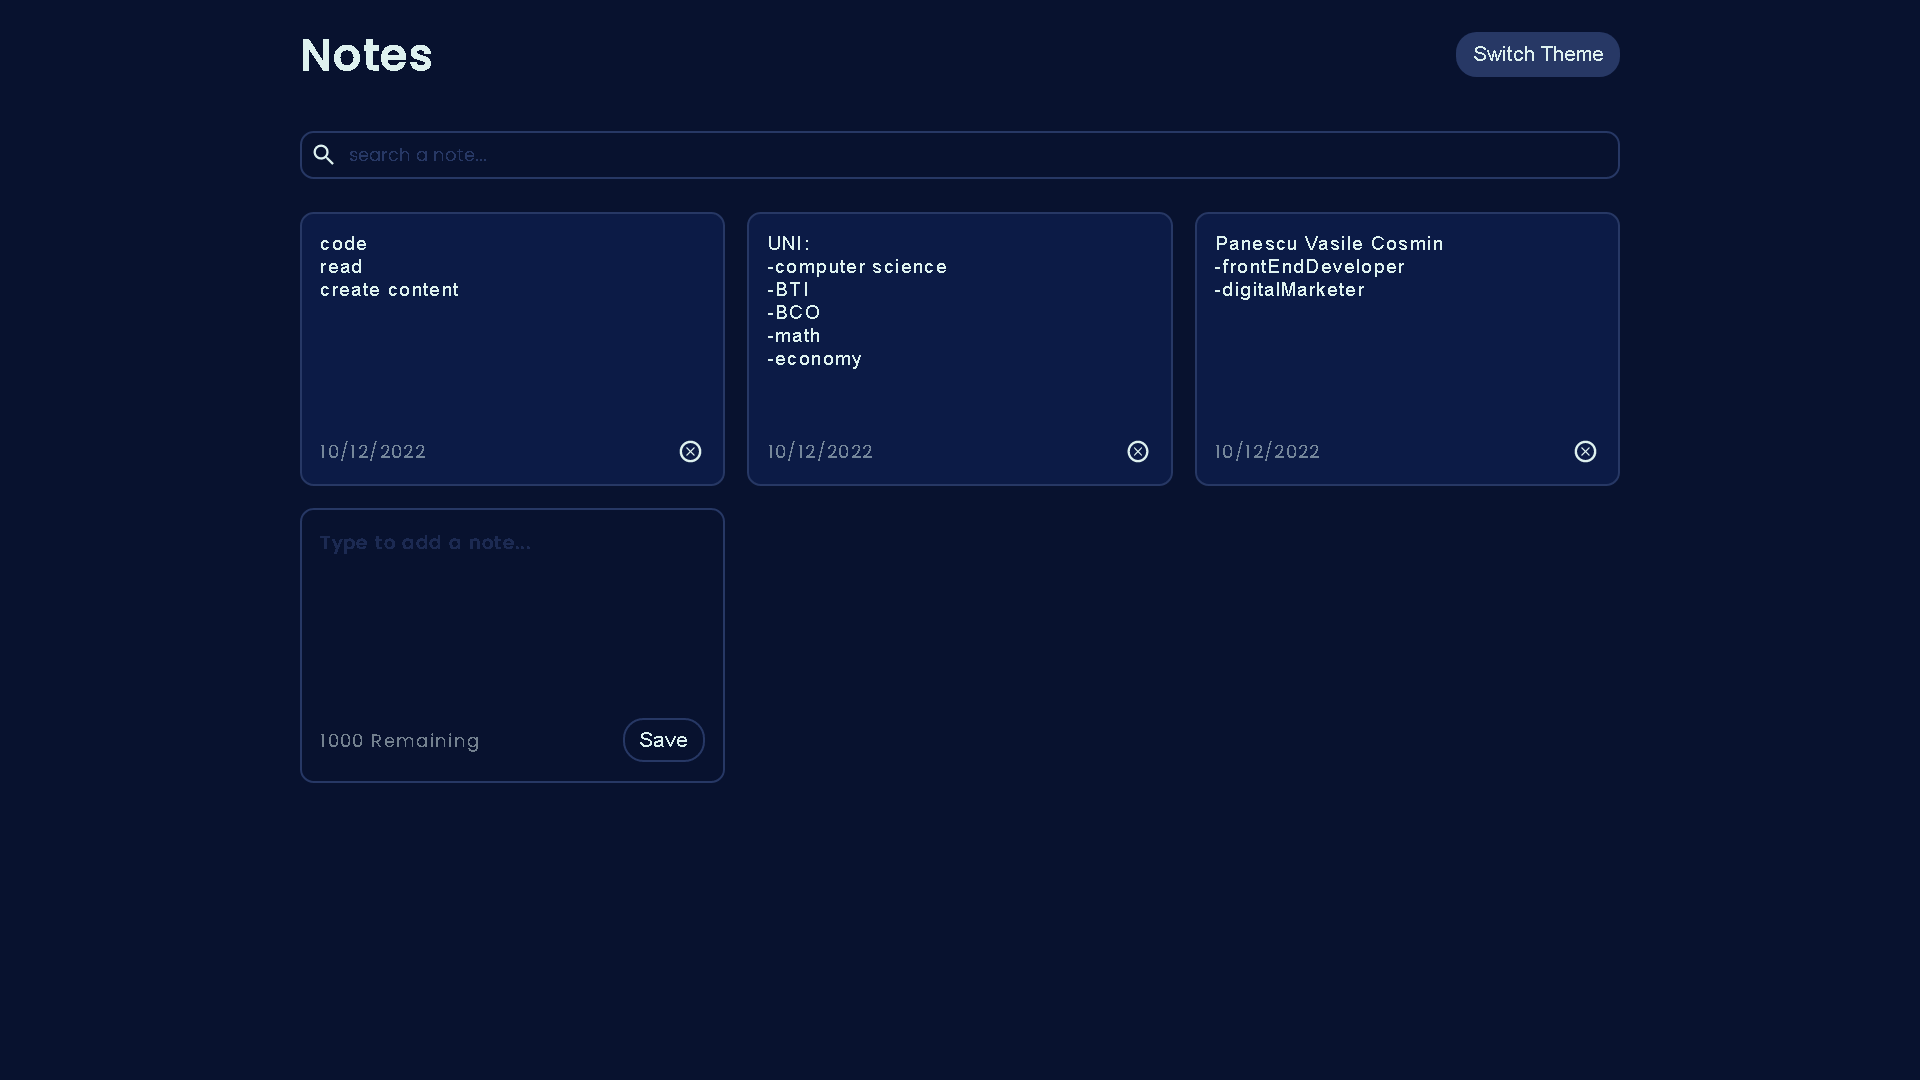 Notes
Switch Theme
search a note...
code
read
create content
10/12/2022
UNI:
-computer science
-BTI
-BCO
-math
-economy
10/12/2022
Panescu Vasile Cosmin
-frontEndDeveloper
-digitalMarketer
10/12/2022
Type to add a note...
1000 Remaining
Save